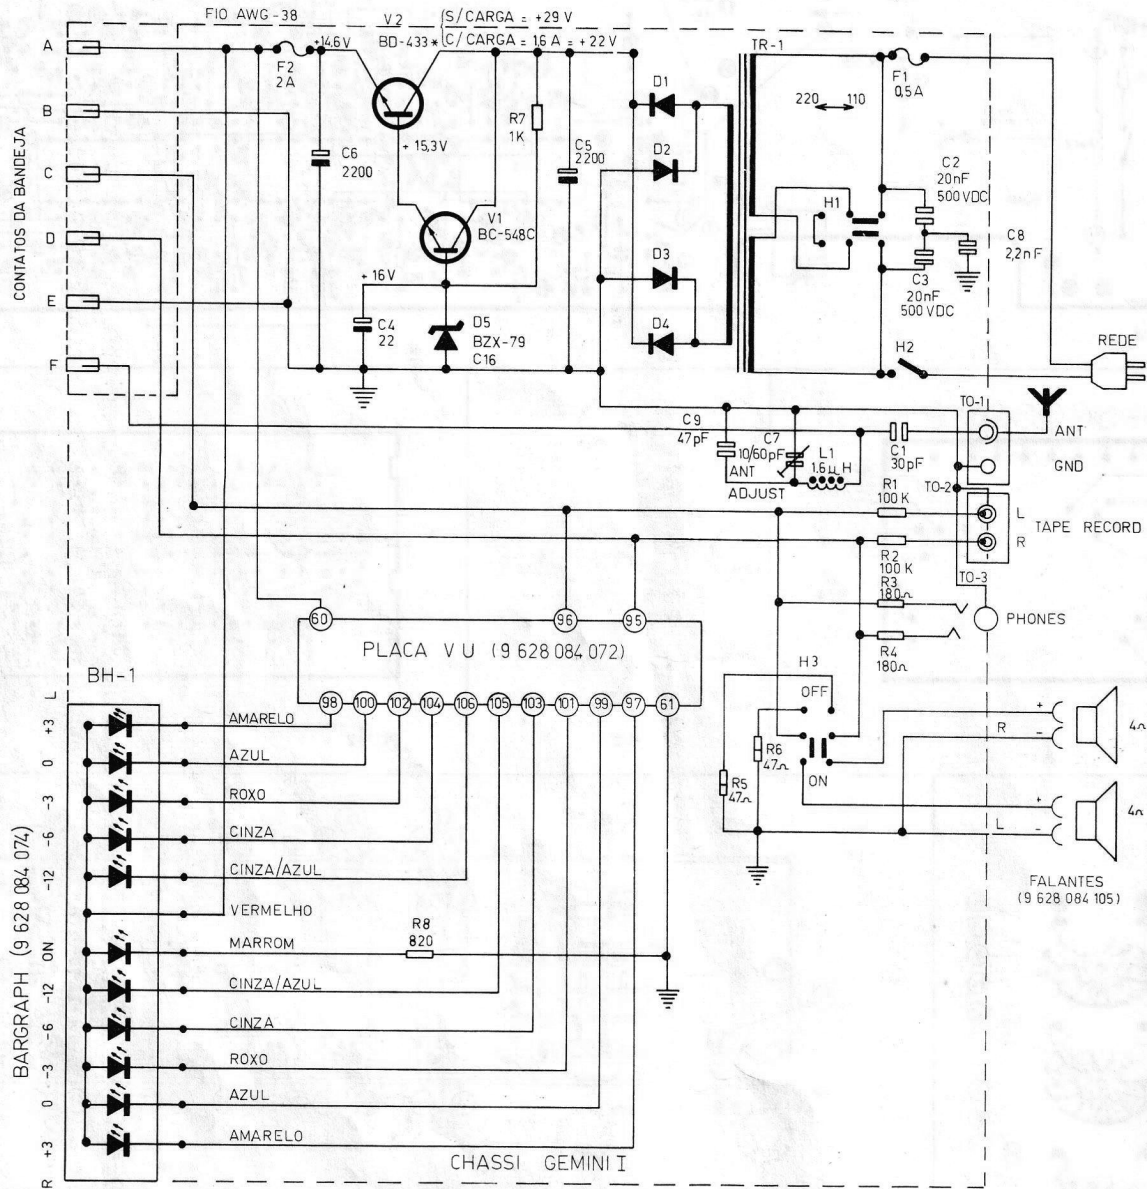 FIO AWG-38
V2
BD-433*
S/CARGA = +29 V
C/CARGA = 1,6 A = +22 V
CONTATOS DA BANDEJA
A
B
C
D
E
F
F2
2A
+14,6 V
+ 15,3V
C6
2200
R7
1K
C5
2200
V1
BC-548C
+ 16V
C4
22
D5
BZX-79
C16
D1
D2
D3
D4
TR-1
F1
0,5A
220
110
H1
C2
20nF
500VDC
C8
2,2nF
C3
20nF
500VDC
H2
REDE
C9
47pF
C7
10/60pF
ANT
ADJUST
L1
1.6µH
C1
30pF
TO-1
ANT
GND
TO-2
R1
100 K
L
R
TAPE RECORD
R2
100 K
R3
180Ω
TO-3
PHONES
R4
180Ω
60
96
95
PLACA VU (9 628 084 072)
98
100
102
104
106
105
103
101
99
97
61
H3
OFF
ON
R6
47Ω
R5
47Ω
+
R
-
4Ω
+
L
-
4Ω
FALANTES
(9 628 084 105)
BH-1
BARGRAPH (9 628 084 074)
L
+3
AMARELO
0
AZUL
-3
ROXO
-6
CINZA
-12
CINZA/AZUL
VERMELHO
ON
MARROM
R8
820
-12
CINZA/AZUL
-6
CINZA
-3
ROXO
0
AZUL
+3
AMARELO
R
CHASSI GEMINI I